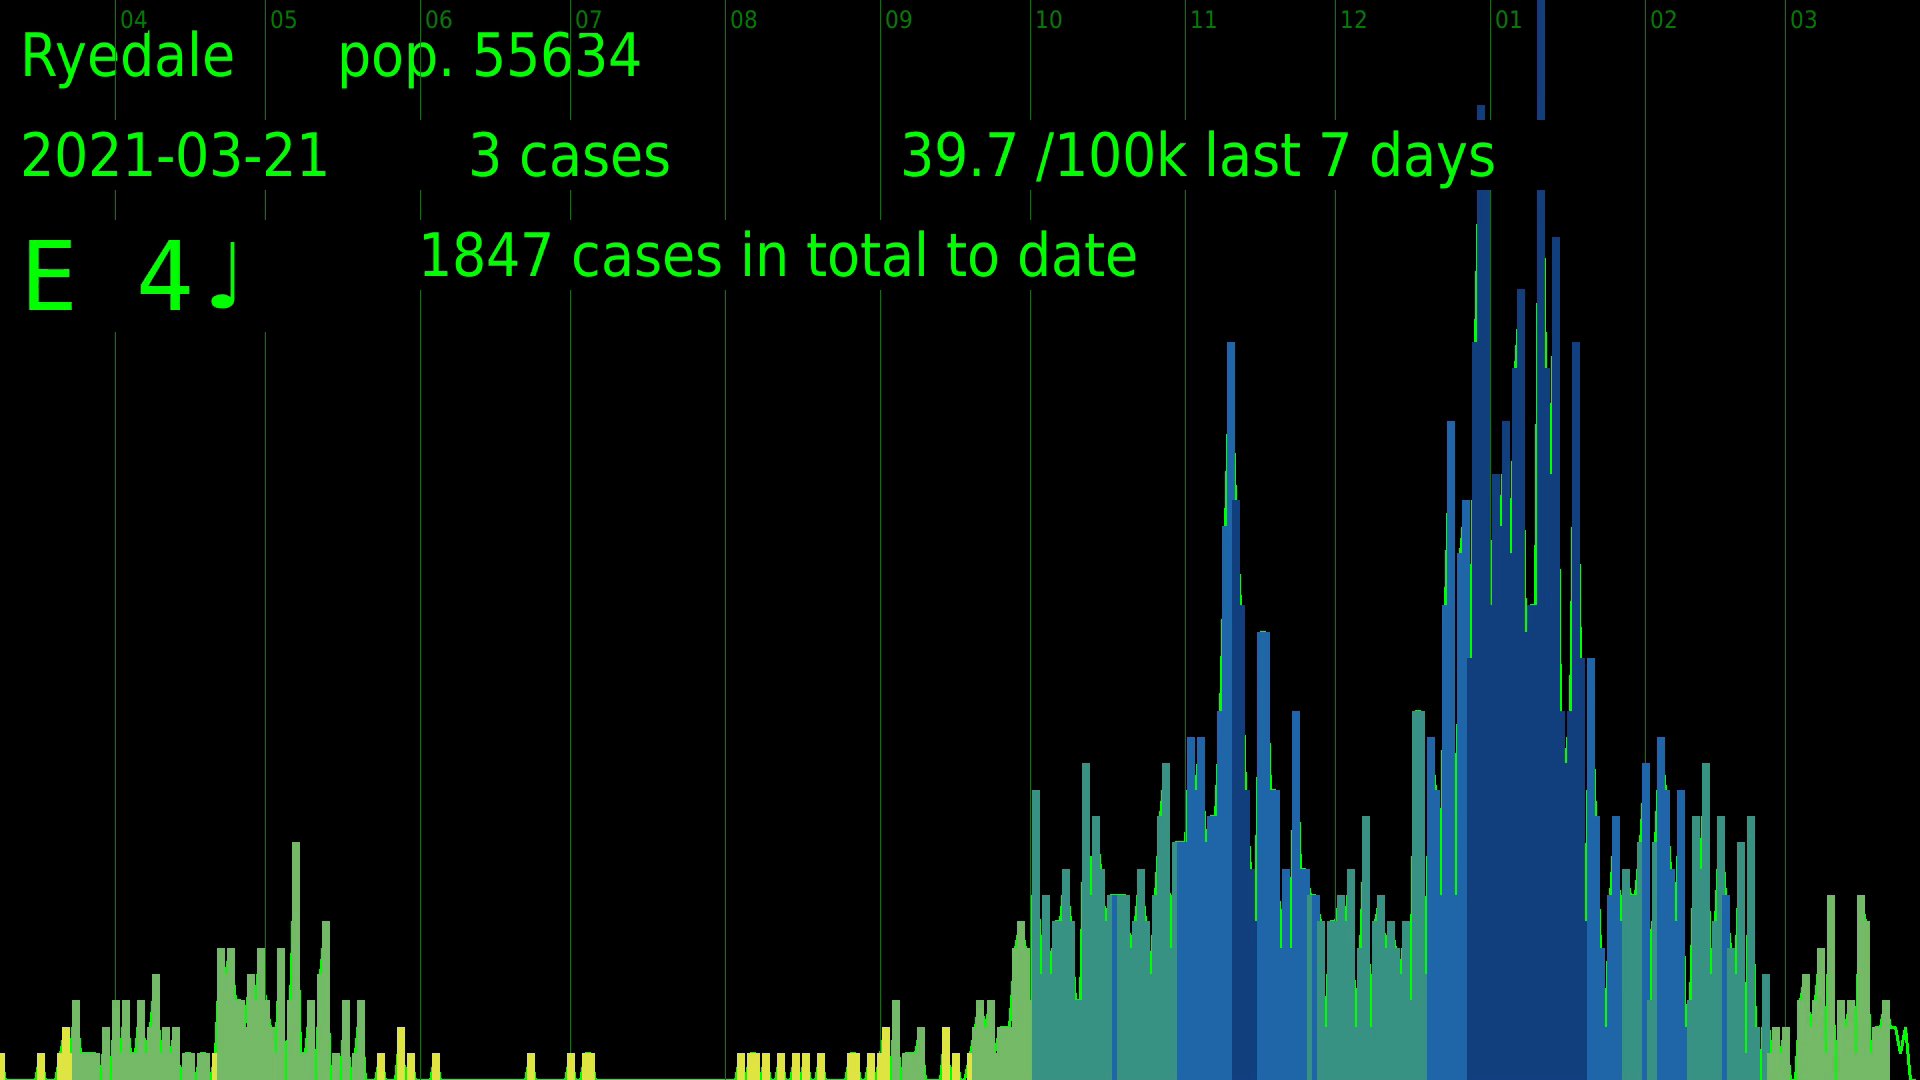 04 05 06 07 08 09 10 11 12 01 02 03
Ryedale pop. 55634
2021-03-21 3 cases 39.7 /100k last 7 days
E 4♩ 1847 cases in total to date